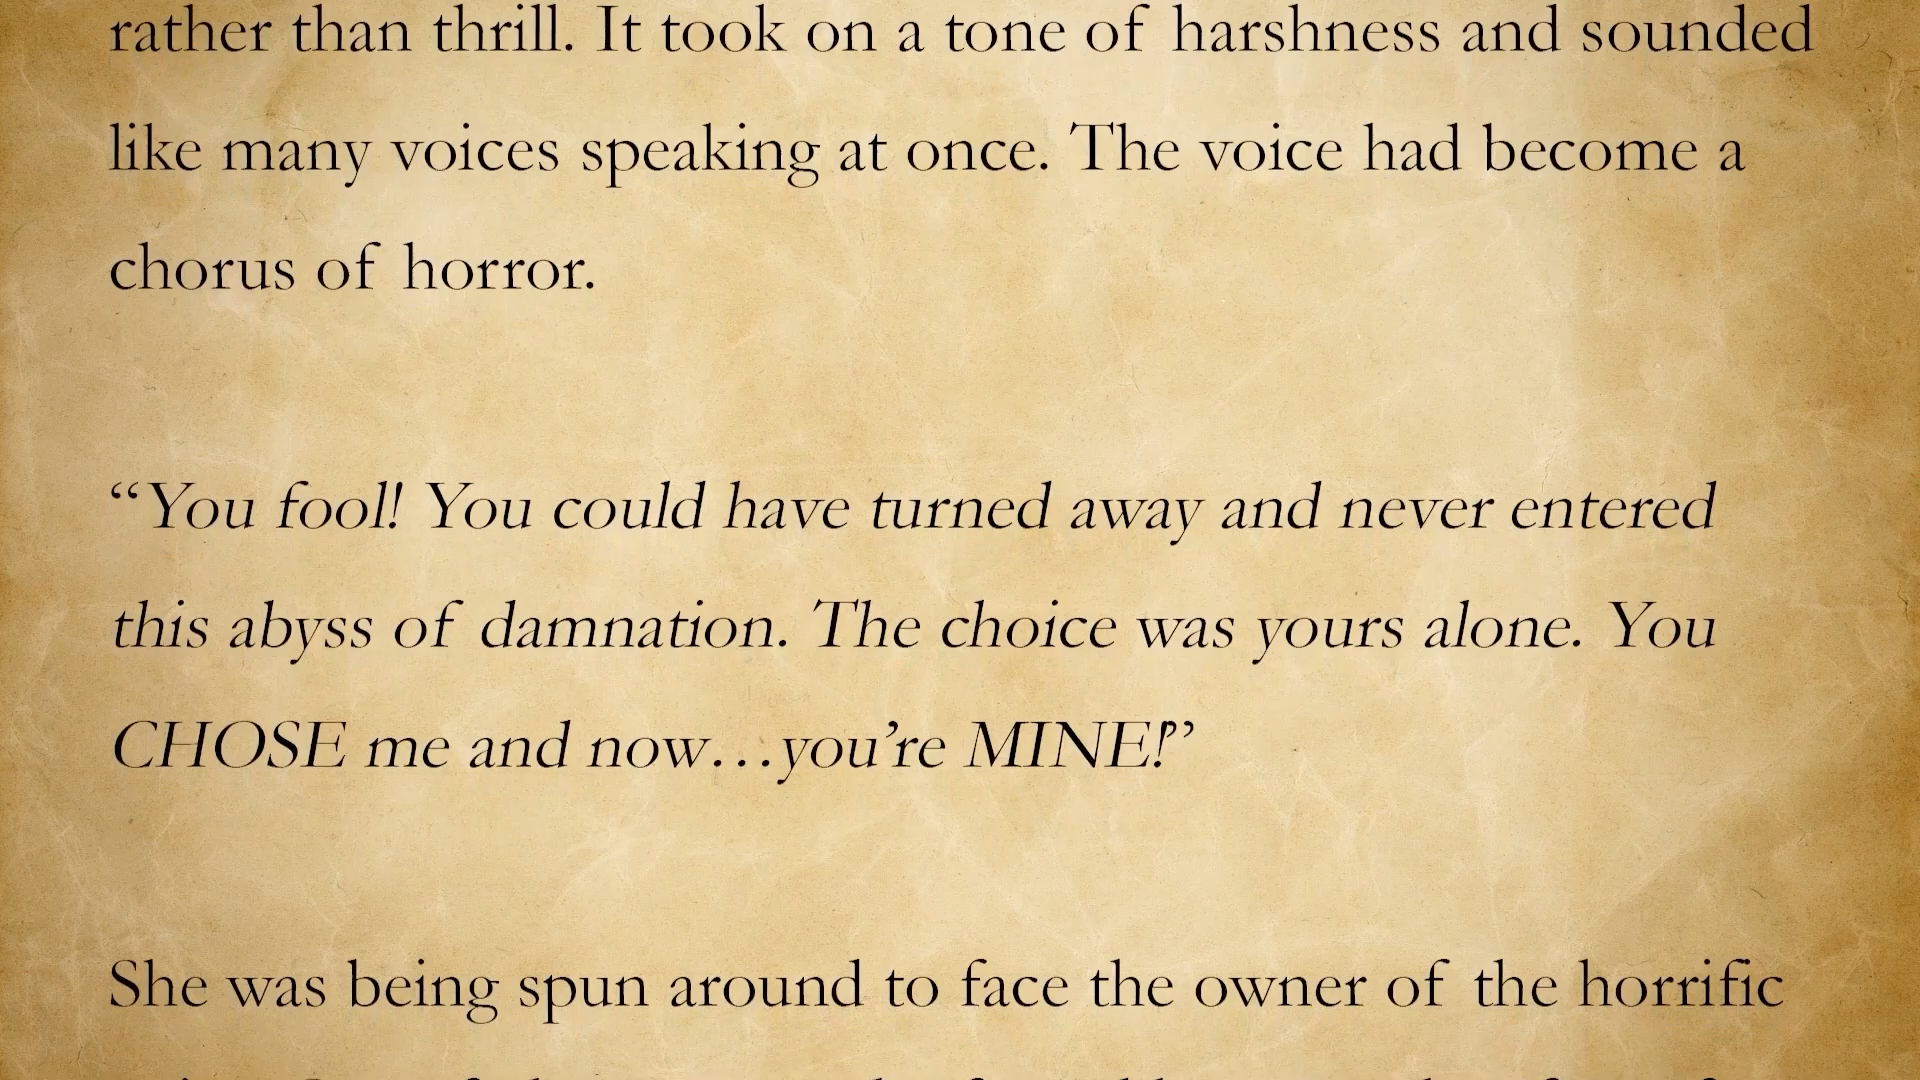 rather than thrill. It took on a tone of harshness and sounded
like many voices speaking at once. The voice had become a
chorus of horror.
“You fool! You could have turned away and never entered
this abyss of damnation. The choice was yours alone. You
CHOSE me and now…you’re MINE!”
She was being spun around to face the owner of the horrific